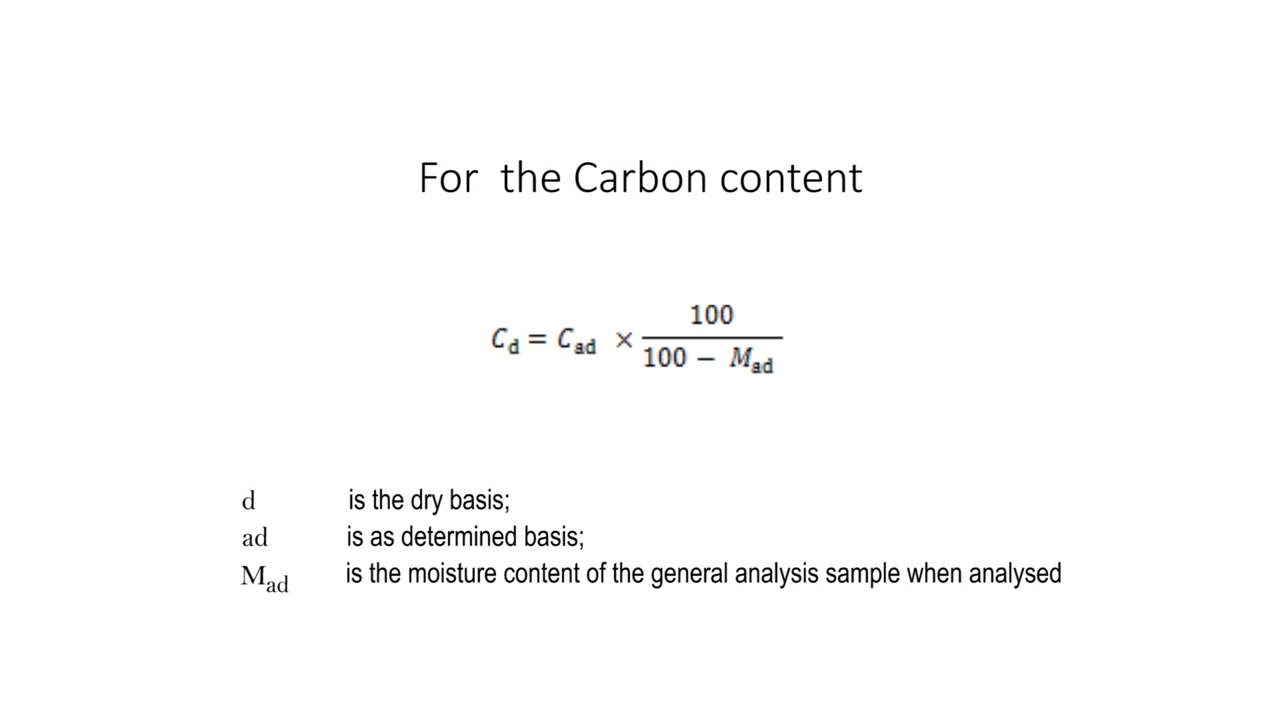 For the Carbon content
C_d = C_ad × 100 / (100 − M_ad)
d is the dry basis;
ad is as determined basis;
M_ad is the moisture content of the general analysis sample when analysed